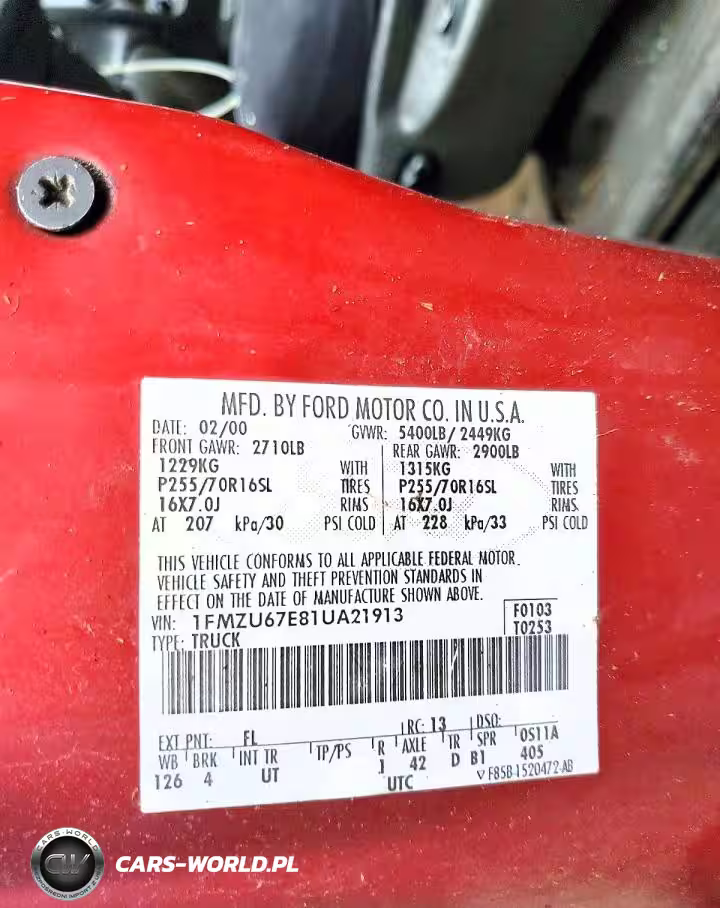 MFD. BY FORD MOTOR CO. IN U.S.A.
DATE: 02/00 GVWR: 5400LB/ 2449KG
FRONT GAWR: 2710LB REAR GAWR: 2900LB
1229KG WITH 1315KG WITH
P255/70R16SL TIRES P255/70R16SL TIRES
16X7.0J RIMS 16X7.0J RIMS
AT 207 kPa/30 PSI COLD AT 228 kPa/33 PSI COLD
THIS VEHICLE CONFORMS TO ALL APPLICABLE FEDERAL MOTOR
VEHICLE SAFETY AND THEFT PREVENTION STANDARDS IN
EFFECT ON THE DATE OF MANUFACTURE SHOWN ABOVE.
VIN: 1FMZU67E81UA21913 F0103
TYPE: TRUCK T0253
EXT PNT: FL RC: 13 DSO:
WB BRK INT TR TP/PS R AXLE TR SPR 0S11A
126 4 UT J 42 D B1 405
UTC F85B-1520472-AB
CARS-WORLD
CW
CARS-WORLD.PL